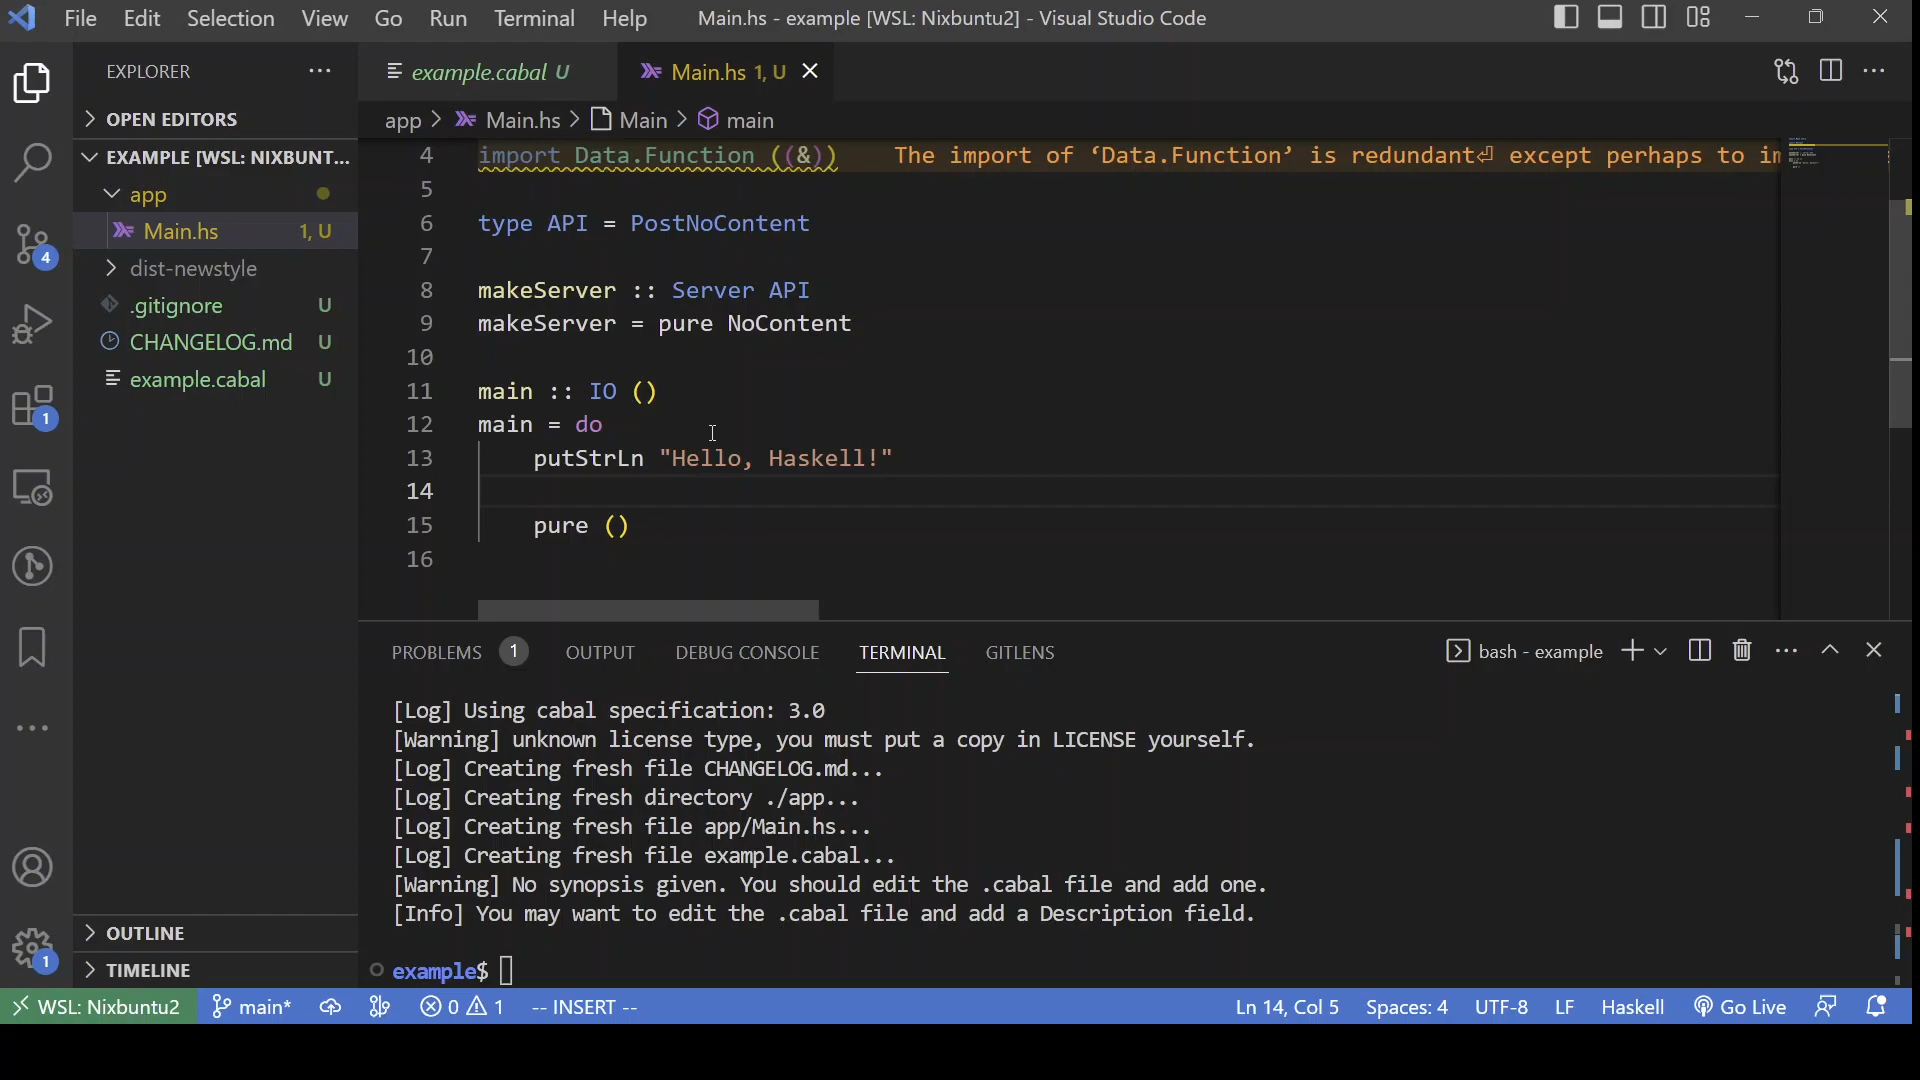 File Edit Selection View Go Run Terminal Help Main.hs - example [WSL: Nixbuntu2] - Visual Studio Code
EXPLORER
example.cabal U
Main.hs 1, U
OPEN EDITORS
app > Main.hs > Main > main
EXAMPLE [WSL: NIXBUNT...
app
Main.hs 1, U
dist-newstyle
.gitignore U
CHANGELOG.md U
example.cabal U
4 import Data.Function ((&)) The import of ‘Data.Function’ is redundant⏎ except perhaps to im
5
6 type API = PostNoContent
7
8 makeServer :: Server API
9 makeServer = pure NoContent
10
11 main :: IO ()
12 main = do
13 putStrLn "Hello, Haskell!"
14
15 pure ()
16
4
1
1
OUTLINE
TIMELINE
PROBLEMS 1 OUTPUT DEBUG CONSOLE TERMINAL GITLENS bash - example
[Log] Using cabal specification: 3.0
[Warning] unknown license type, you must put a copy in LICENSE yourself.
[Log] Creating fresh file CHANGELOG.md...
[Log] Creating fresh directory ./app...
[Log] Creating fresh file app/Main.hs...
[Log] Creating fresh file example.cabal...
[Warning] No synopsis given. You should edit the .cabal file and add one.
[Info] You may want to edit the .cabal file and add a Description field.
example$
WSL: Nixbuntu2 main* 0 1 -- INSERT -- Ln 14, Col 5 Spaces: 4 UTF-8 LF Haskell Go Live